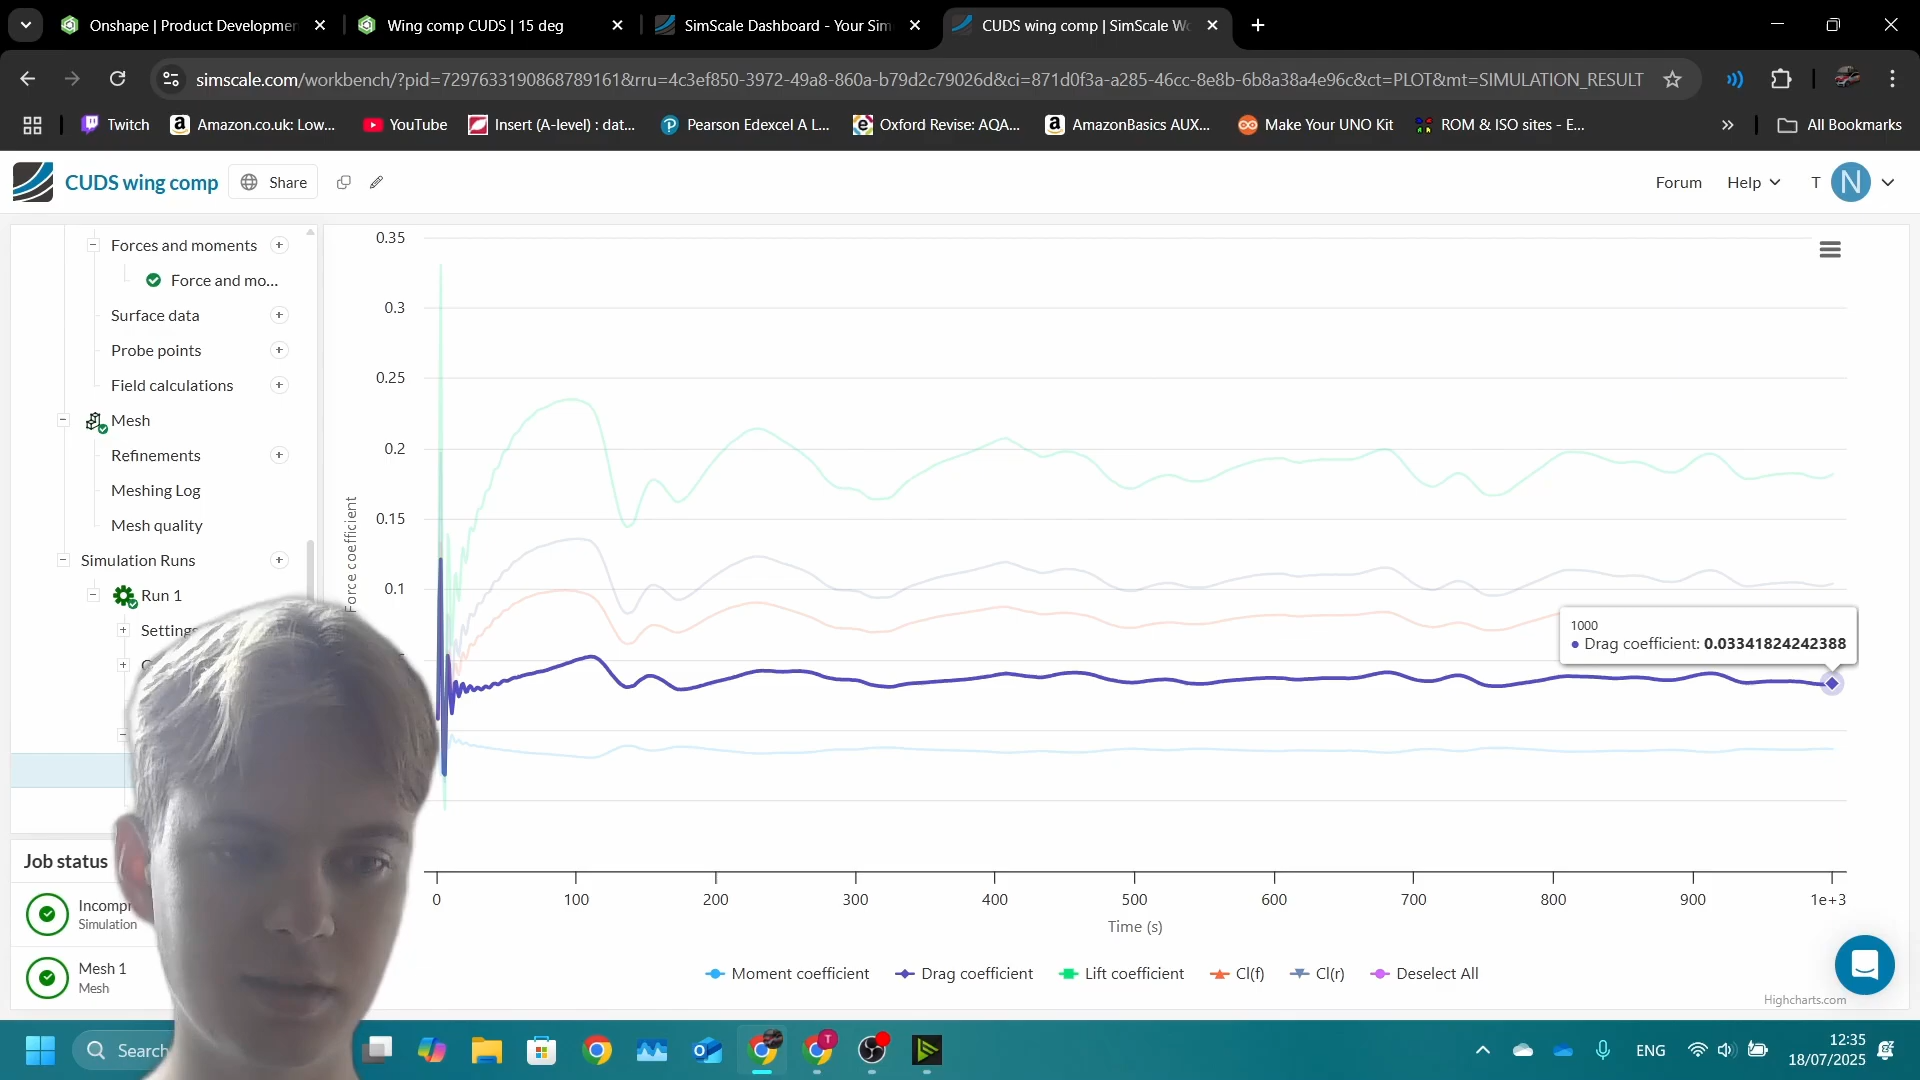 Onshape | Product Developmen
Wing comp CUDS | 15 deg
SimScale Dashboard - Your Sim
CUDS wing comp | SimScale Wo
simscale.com/workbench/?pid=7297633190868789161&rru=4c3ef850-3972-49a8-860a-b79d2c79026d&ci=871d0f3a-a285-46cc-8e8b-6b8a38a4e96c&ct=PLOT&mt=SIMULATION_RESULT
Twitch
Amazon.co.uk: Low...
YouTube
Insert (A-level) : dat...
Pearson Edexcel A L...
Oxford Revise: AQA...
AmazonBasics AUX...
Make Your UNO Kit
ROM & ISO sites - E...
All Bookmarks
CUDS wing comp
Share
Forum
Help
T
N
Forces and moments
Force and mo...
Surface data
Probe points
Field calculations
Mesh
Refinements
Meshing Log
Mesh quality
Simulation Runs
Run 1
Job status
Simulation
Mesh 1
Mesh
0.35
0.3
0.25
0.2
0.15
0.1
Force coefficient
1000
Drag coefficient: 0.03341824242388
0
100
200
300
400
500
600
700
800
900
1e+3
Time (s)
Moment coefficient
Drag coefficient
Lift coefficient
Cl(f)
Cl(r)
Deselect All
Highcharts.com
Search
ENG
12:35
18/07/2025